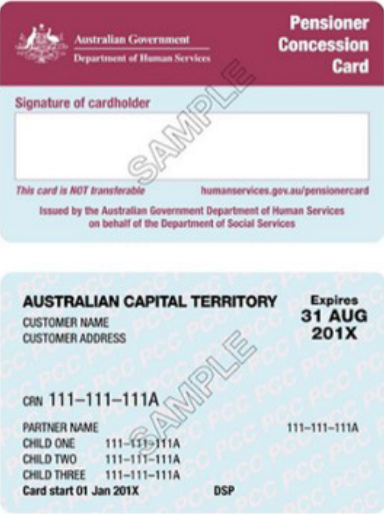 Australian Government
Department of Human Services
Pensioner
Concession
Card
Signature of cardholder
SAMPLE
This card is NOT transferable humanservices.gov.au/pensionercard
Issued by the Australian Government Department of Human Services
on behalf of the Department of Social Services
AUSTRALIAN CAPITAL TERRITORY
Expires
31 AUG
201X
CUSTOMER NAME
CUSTOMER ADDRESS
SAMPLE
CRN 111-111-111A
PARTNER NAME 111-111-111A
CHILD ONE 111-111-111A
CHILD TWO 111-111-111A
CHILD THREE 111-111-111A
Card start 01 Jan 201X DSP